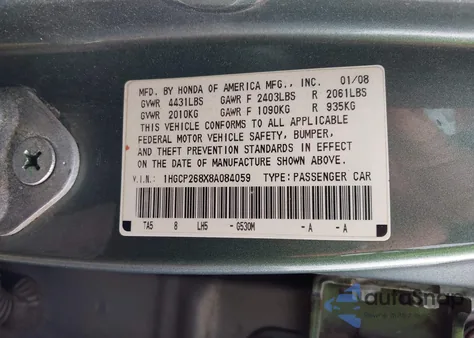 MFD. BY HONDA OF AMERICA MFG., INC. 01/08
GVWR 4431LBS GAWR F 2403LBS R 2061LBS
GVWR 2010KG GAWR F 1090KG R 935KG
THIS VEHICLE CONFORMS TO ALL APPLICABLE
FEDERAL MOTOR VEHICLE SAFETY, BUMPER,
AND THEFT PREVENTION STANDARDS IN EFFECT
ON THE DATE OF MANUFACTURE SHOWN ABOVE.
V.I.N.: 1HGCP268X8A084059 TYPE: PASSENGER CAR
TA5 8 LH5 - G530M - A - A
autoSnap